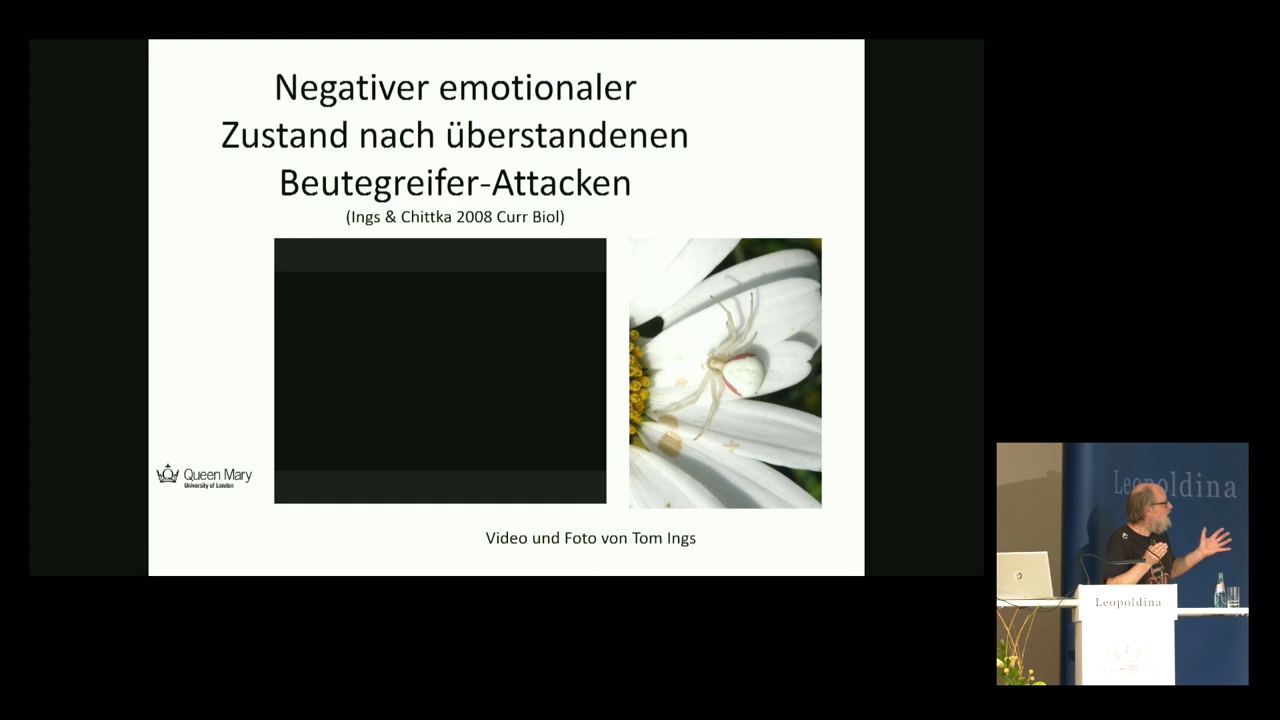 Negativer emotionaler
Zustand nach überstandenen
Beutegreifer-Attacken
(Ings & Chittka 2008 Curr Biol)
Queen Mary
University of London
Video und Foto von Tom Ings
Leopoldina
Leopoldina